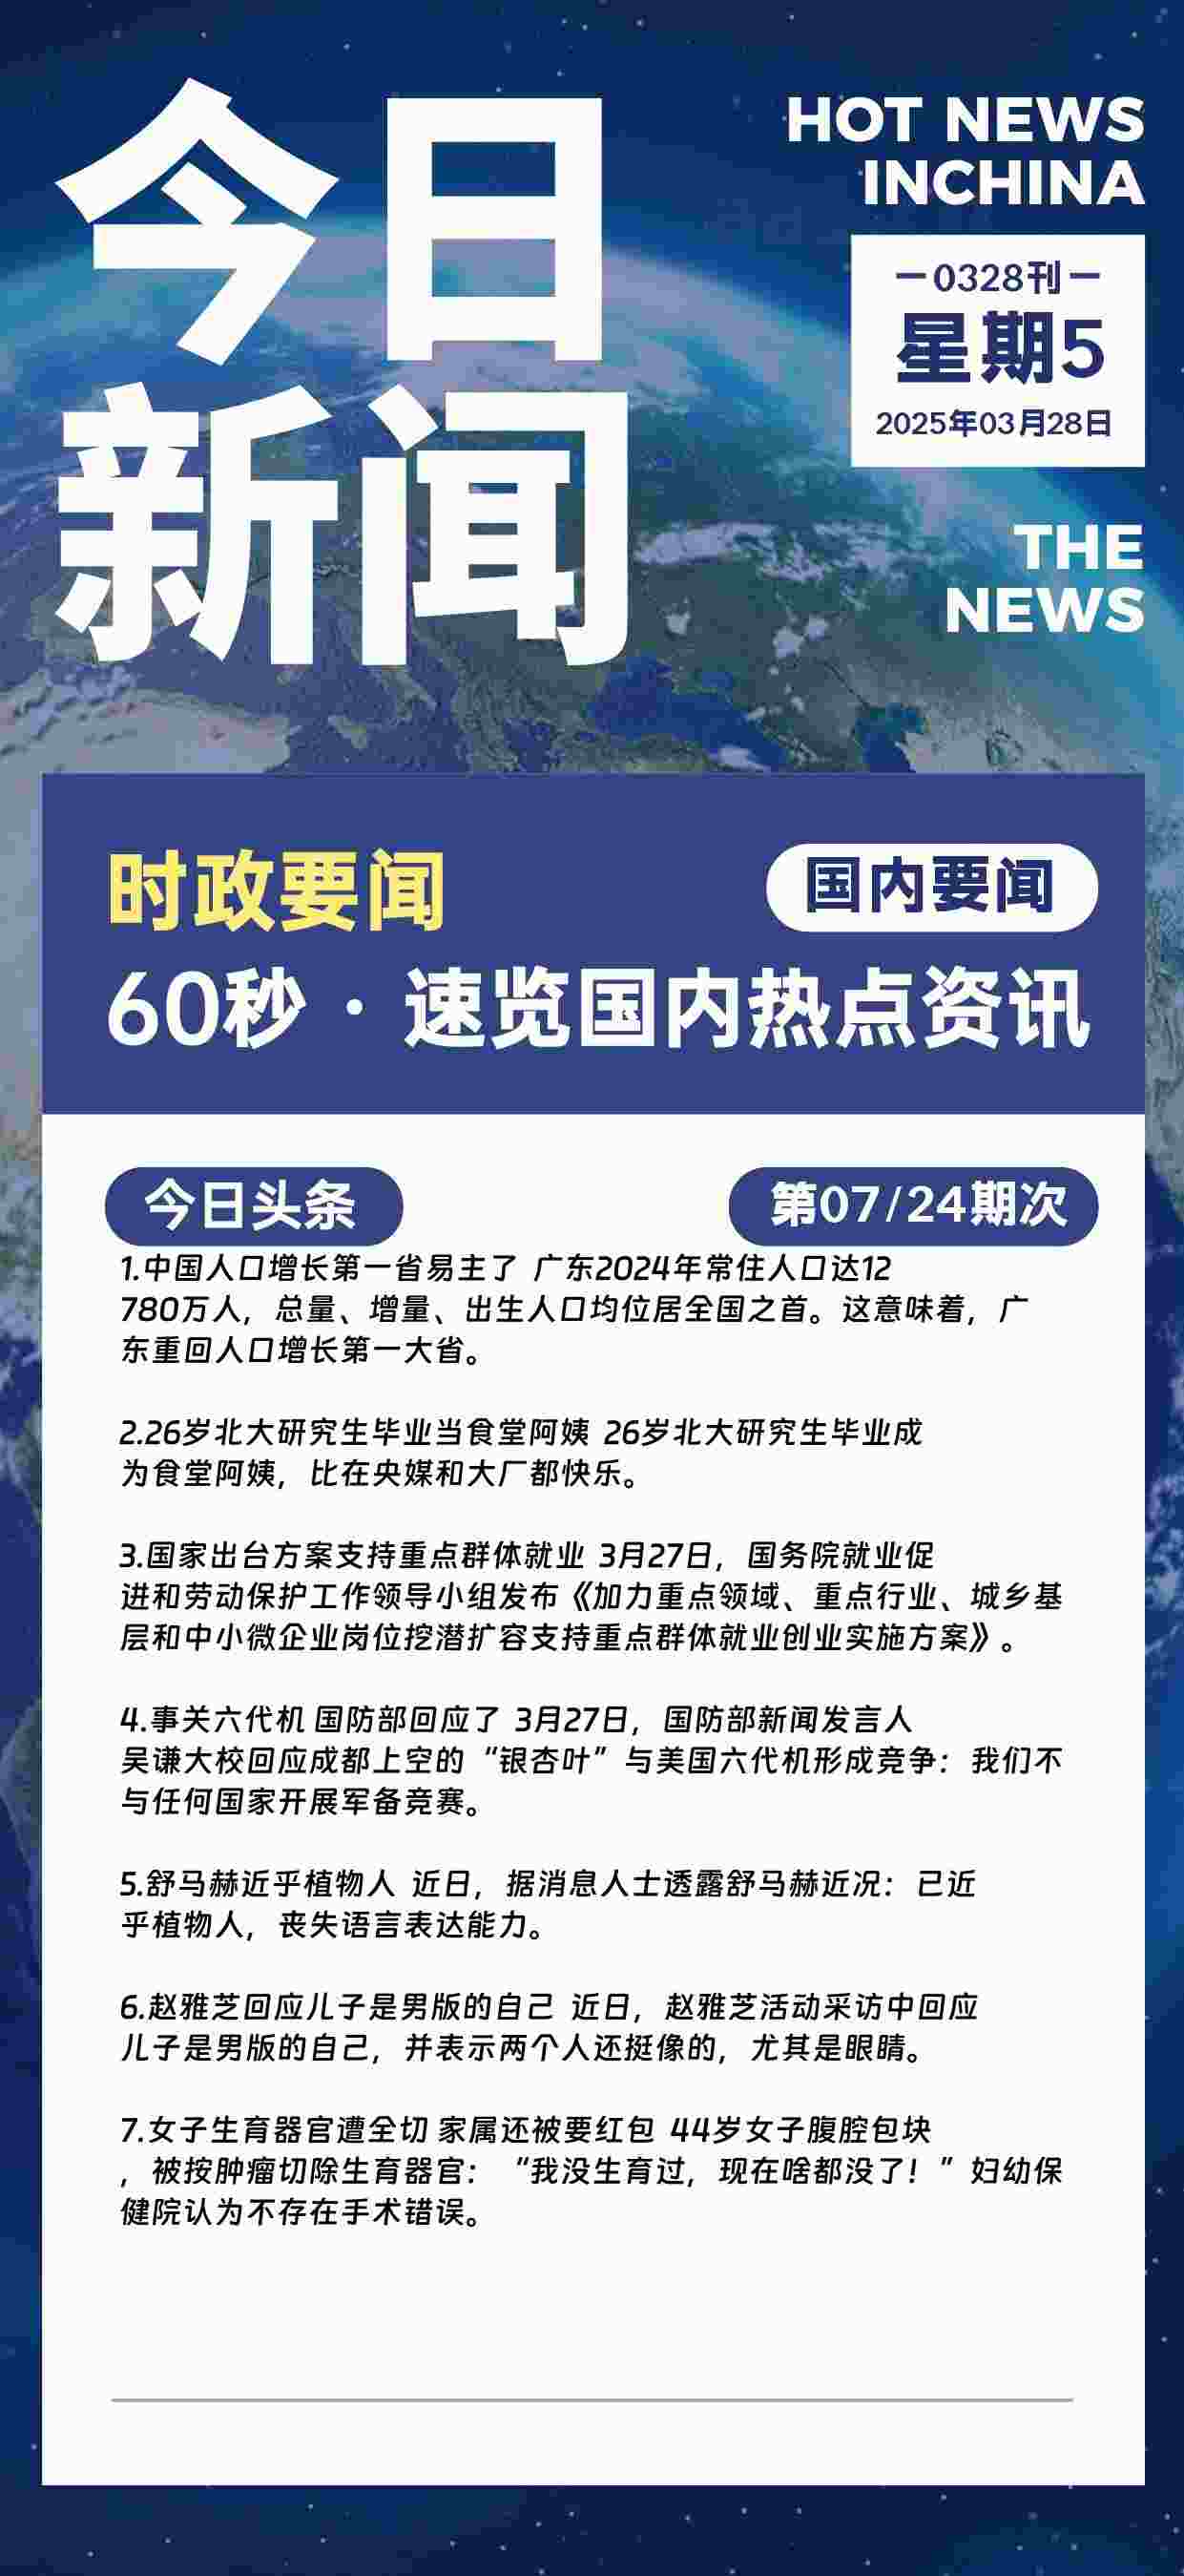 今日
新闻
HOT NEWS
INCHINA
—0328刊—
星期5
2025年03月28日
THE
NEWS
时政要闻
国内要闻
60秒·速览国内热点资讯
今日头条
第07/24期次
1.中国人口增长第一省易主了 广东2024年常住人口达12
780万人，总量、增量、出生人口均位居全国之首。这意味着，广
东重回人口增长第一大省。
2.26岁北大研究生毕业当食堂阿姨 26岁北大研究生毕业成
为食堂阿姨，比在央媒和大厂都快乐。
3.国家出台方案支持重点群体就业 3月27日，国务院就业促
进和劳动保护工作领导小组发布《加力重点领域、重点行业、城乡基
层和中小微企业岗位挖潜扩容支持重点群体就业创业实施方案》。
4.事关六代机 国防部回应了 3月27日，国防部新闻发言人
吴谦大校回应成都上空的“银杏叶”与美国六代机形成竞争：我们不
与任何国家开展军备竞赛。
5.舒马赫近乎植物人 近日，据消息人士透露舒马赫近况：已近
乎植物人，丧失语言表达能力。
6.赵雅芝回应儿子是男版的自己 近日，赵雅芝活动采访中回应
儿子是男版的自己，并表示两个人还挺像的，尤其是眼睛。
7.女子生育器官遭全切 家属还被要红包 44岁女子腹腔包块
，被按肿瘤切除生育器官：“我没生育过，现在啥都没了！”妇幼保
健院认为不存在手术错误。